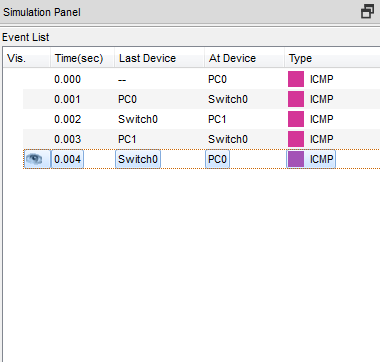 Simulation Panel
Event List
Vis. Time(sec) Last Device At Device Type
0.000 -- PC0 ICMP
0.001 PC0 Switch0 ICMP
0.002 Switch0 PC1 ICMP
0.003 PC1 Switch0 ICMP
0.004 Switch0 PC0 ICMP